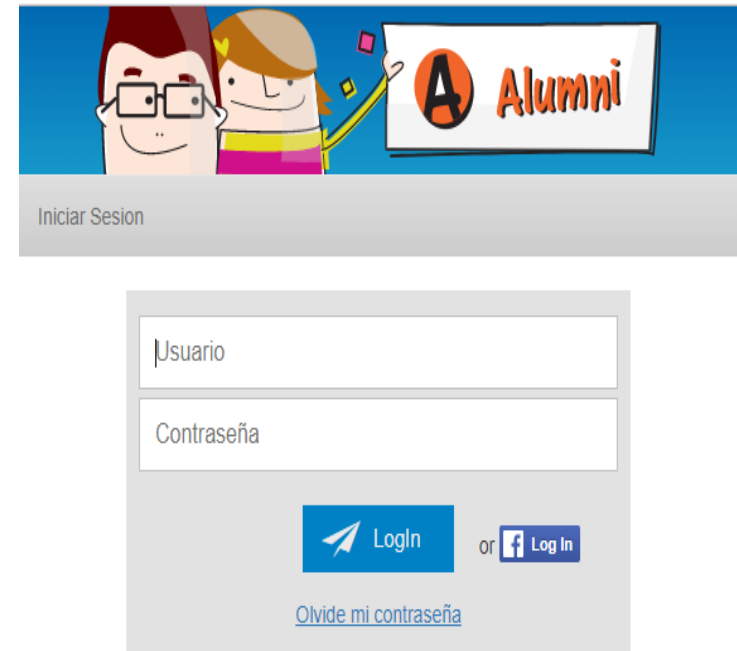 A Alumni
Iniciar Sesion
Usuario
Contraseña
LogIn or f Log In
Olvide mi contraseña